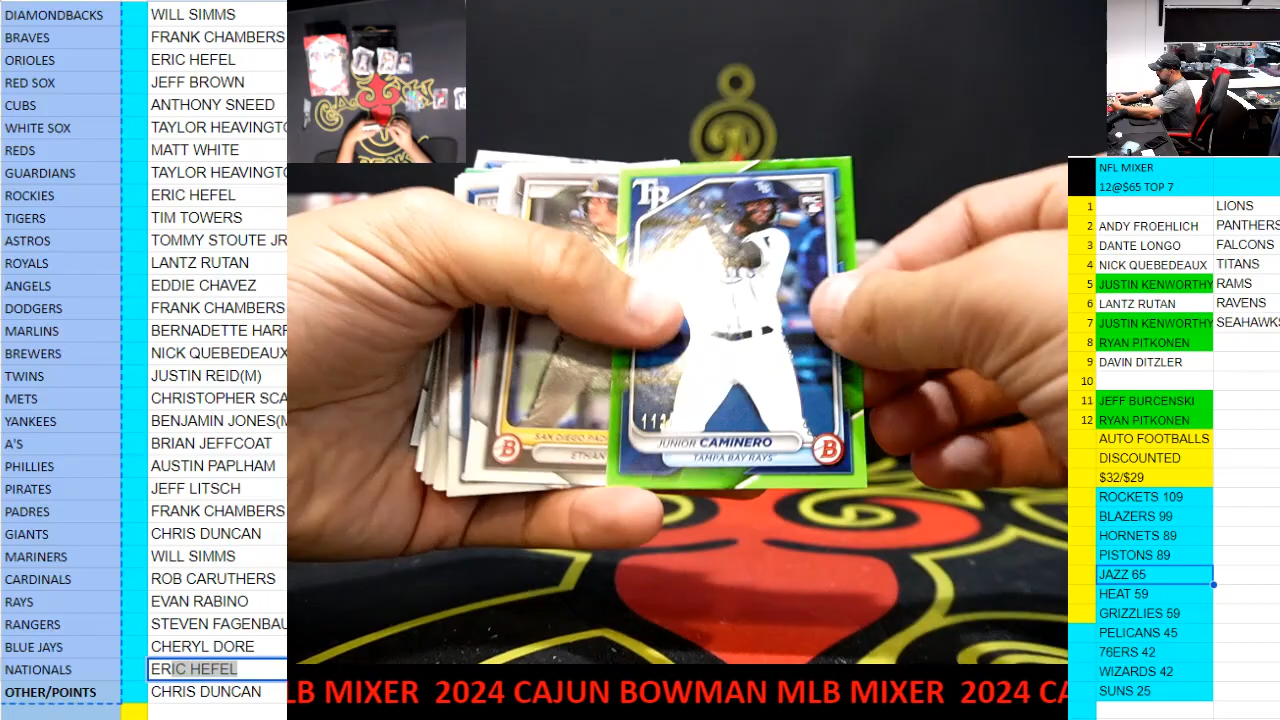 DIAMONDBACKS WILL SIMMS
BRAVES FRANK CHAMBERS
ORIOLES ERIC HEFEL
RED SOX JEFF BROWN
CUBS ANTHONY SNEED
WHITE SOX TAYLOR HEAVINGTO
REDS MATT WHITE
GUARDIANS TAYLOR HEAVINGTO
ROCKIES ERIC HEFEL
TIGERS TIM TOWERS
ASTROS TOMMY STOUTE JR
ROYALS LANTZ RUTAN
ANGELS EDDIE CHAVEZ
DODGERS FRANK CHAMBERS
MARLINS BERNADETTE HARR
BREWERS NICK QUEBEDEAUX
TWINS JUSTIN REID(M)
METS CHRISTOPHER SCA
YANKEES BENJAMIN JONES(M
A'S BRIAN JEFFCOAT
PHILLIES AUSTIN PAPLHAM
PIRATES JEFF LITSCH
PADRES FRANK CHAMBERS
GIANTS CHRIS DUNCAN
MARINERS WILL SIMMS
CARDINALS ROB CARUTHERS
RAYS EVAN RABINO
RANGERS STEVEN FAGENBAU
BLUE JAYS CHERYL DORE
NATIONALS ERIC HEFEL
OTHER/POINTS CHRIS DUNCAN
TB
RC
JUNIOR CAMINERO
TAMPA BAY RAYS
B
SAN DIEGO PAD
ETHAN
B
LB MIXER 2024 CAJUN BOWMAN MLB MIXER 2024 CA
NFL MIXER
12@$65 TOP 7
1 LIONS
2 ANDY FROEHLICH PANTHERS
3 DANTE LONGO FALCONS
4 NICK QUEBEDEAUX TITANS
5 JUSTIN KENWORTHY RAMS
6 LANTZ RUTAN RAVENS
7 JUSTIN KENWORTHY SEAHAWKS
8 RYAN PITKONEN
9 DAVIN DITZLER
10
11 JEFF BURCENSKI
12 RYAN PITKONEN
AUTO FOOTBALLS
DISCOUNTED
$32/$29
ROCKETS 109
BLAZERS 99
HORNETS 89
PISTONS 89
JAZZ 65
HEAT 59
GRIZZLIES 59
PELICANS 45
76ERS 42
WIZARDS 42
SUNS 25